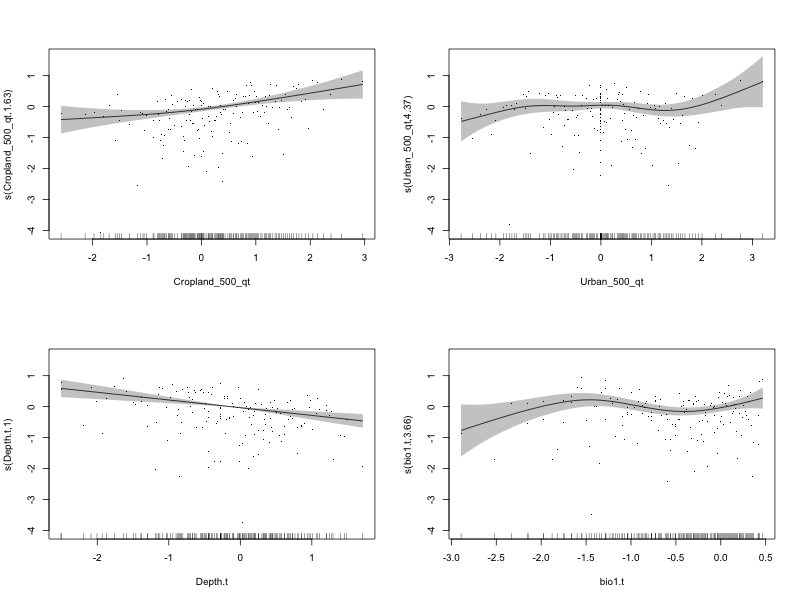 s(Cropland_500_qt,1.63)
1
0
-1
-2
-3
-4
-2 -1 0 1 2 3
Cropland_500_qt
s(Urban_500_qt,4.37)
1
0
-1
-2
-3
-4
-3 -2 -1 0 1 2 3
Urban_500_qt
s(Depth.t,1)
1
0
-1
-2
-3
-4
-2 -1 0 1
Depth.t
s(bio1.t,3.66)
1
0
-1
-2
-3
-4
-3.0 -2.5 -2.0 -1.5 -1.0 -0.5 0.0 0.5
bio1.t